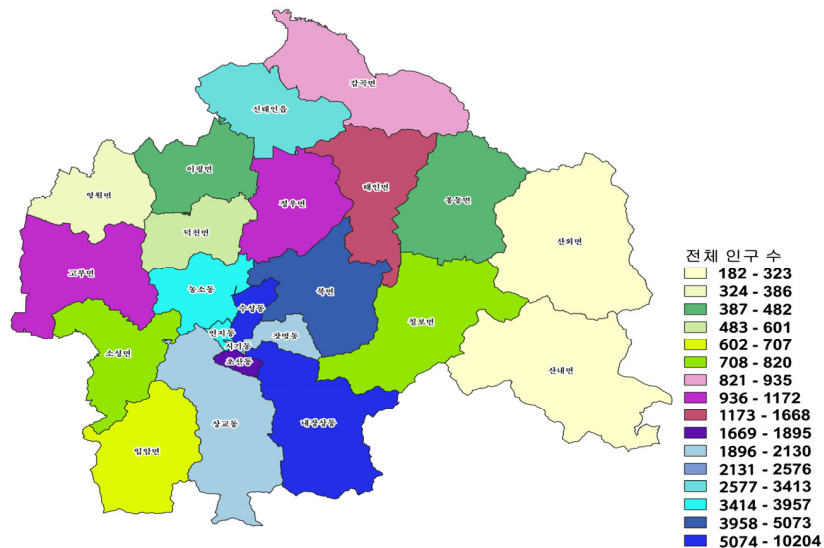 감곡면
신태인읍
이평면
태인면
영원면
정우면
옹동면
덕천면
산외면
고부면
농소동
북면
수성동
칠보면
연지동
장명동
시기동
소성면
초산동
산내면
상교동
내장상동
입암면
전체 인구 수
182 - 323
324 - 386
387 - 482
483 - 601
602 - 707
708 - 820
821 - 935
936 - 1172
1173 - 1668
1669 - 1895
1896 - 2130
2131 - 2576
2577 - 3413
3414 - 3957
3958 - 5073
5074 - 10204